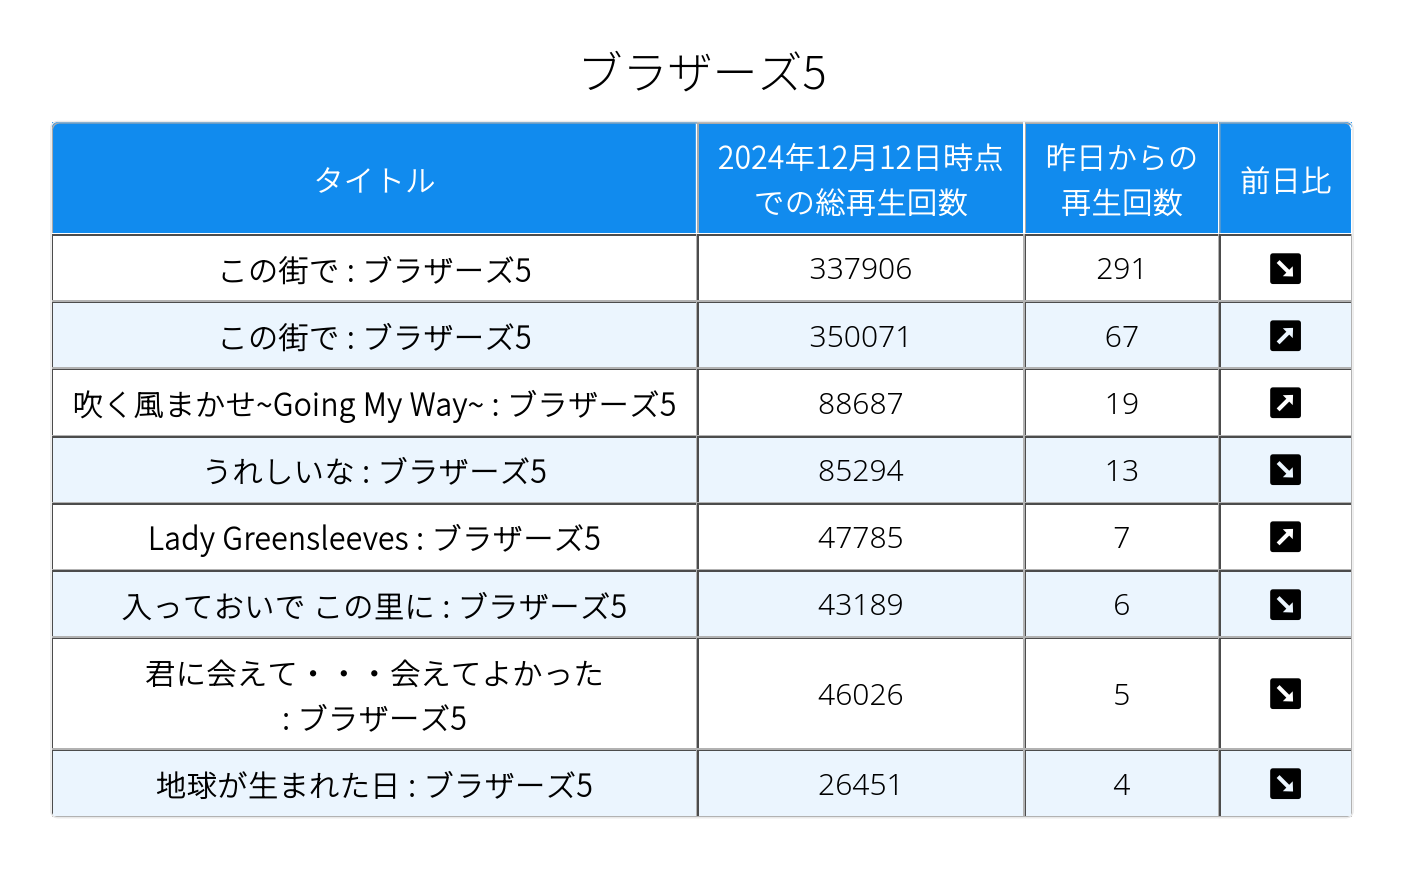 ブラザーズ5
タイトル
2024年12月12日時点
での総再生回数
昨日からの
再生回数
前日比
この街で : ブラザーズ5
337906
291
この街で : ブラザーズ5
350071
67
吹く風まかせ~Going My Way~ : ブラザーズ5
88687
19
うれしいな : ブラザーズ5
85294
13
Lady Greensleeves : ブラザーズ5
47785
7
入っておいで この里に : ブラザーズ5
43189
6
君に会えて・・・会えてよかった
: ブラザーズ5
46026
5
地球が生まれた日 : ブラザーズ5
26451
4